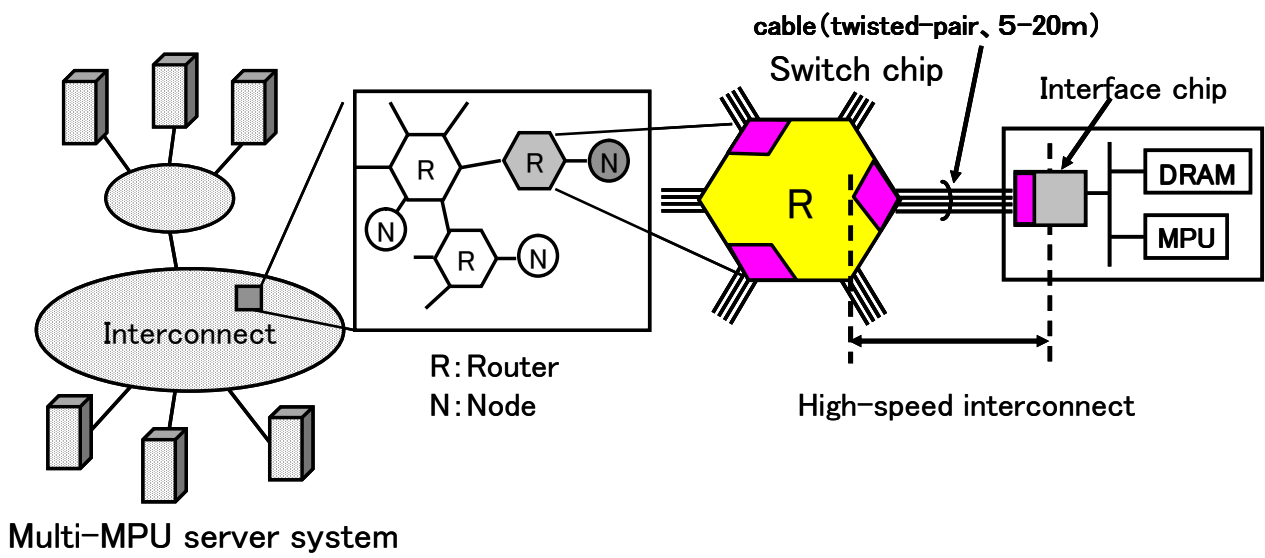 cable(twisted-pair、5-20m)
Switch chip
Interface chip
R
R
N
N
R
N
R
DRAM
MPU
Interconnect
R:Router
N:Node
High-speed interconnect
Multi-MPU server system